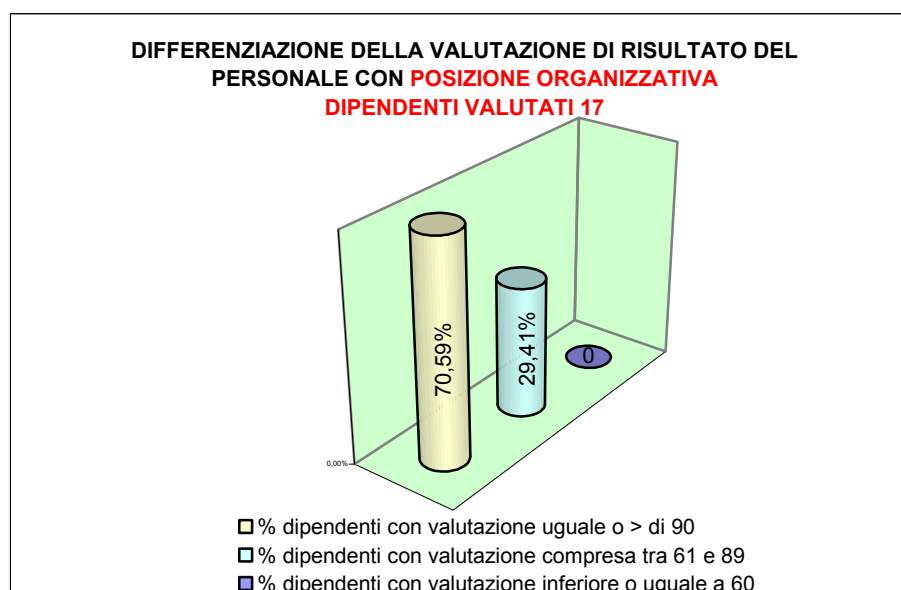 DIFFERENZIAZIONE DELLA VALUTAZIONE DI RISULTATO DEL
PERSONALE CON POSIZIONE ORGANIZZATIVA
DIPENDENTI VALUTATI 17
70,59%
29,41%
0
0,00%
% dipendenti con valutazione uguale o > di 90
% dipendenti con valutazione compresa tra 61 e 89
% dipendenti con valutazione inferiore o uguale a 60